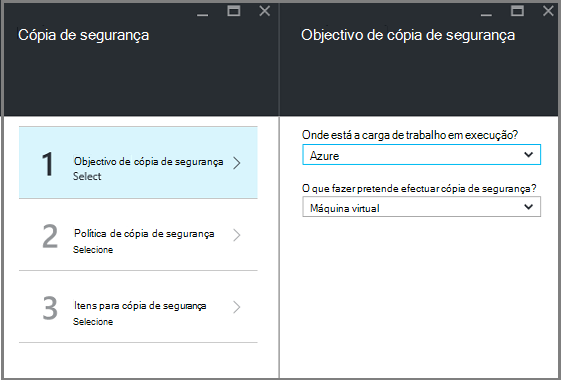 Cópia de segurança
1
Objectivo de cópia de segurança
Select
2
Política de cópia de segurança
Selecione
3
Itens para cópia de segurança
Selecione
Objectivo de cópia de segurança
Onde está a carga de trabalho em execução?
Azure
O que fazer pretende efectuar cópia de segurança?
Máquina virtual